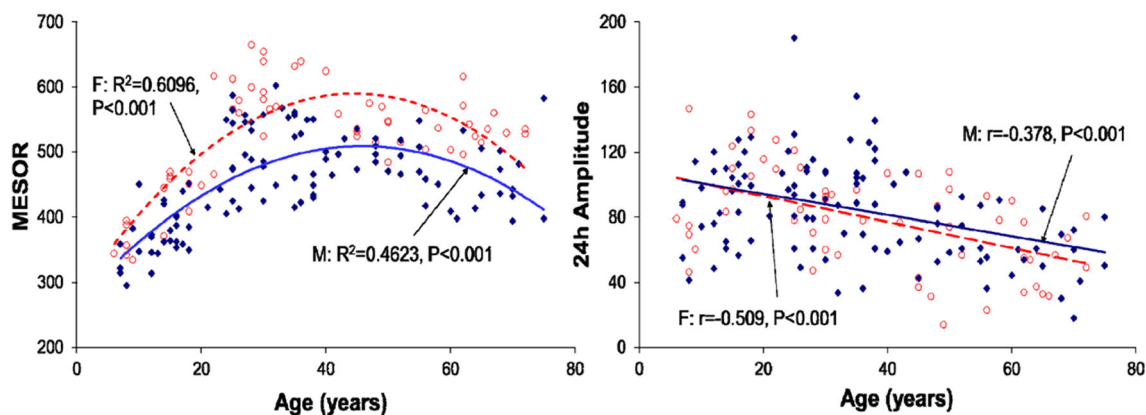 700
600
500
400
300
200
MESOR
F: R²=0.6096,
P<0.001
M: R²=0.4623, P<0.001
0
20
40
60
80
Age (years)
200
160
120
80
40
0
24h Amplitude
M: r=-0.378, P<0.001
F: r=-0.509, P<0.001
0
20
40
60
80
Age (years)